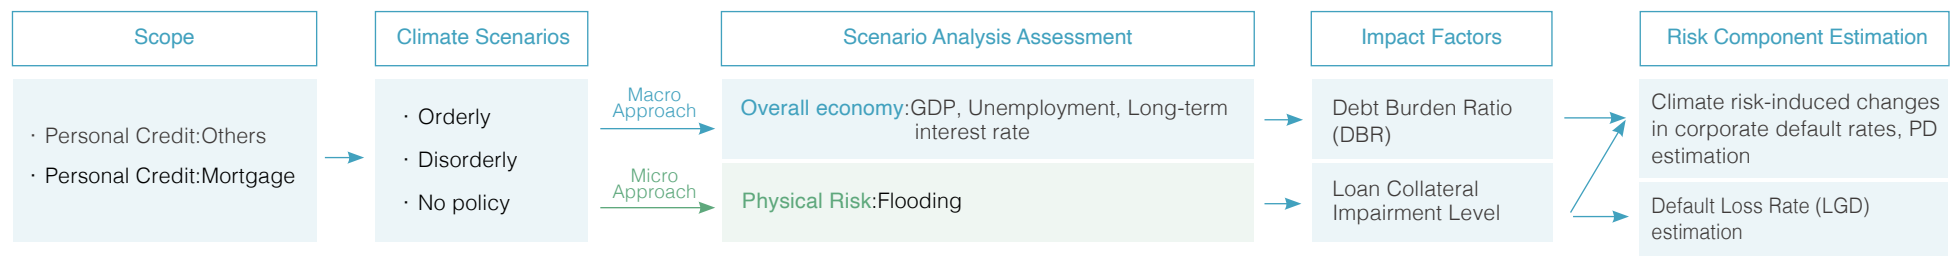 Scope
Climate Scenarios
Scenario Analysis Assessment
Impact Factors
Risk Component Estimation
· Personal Credit:Others
· Personal Credit:Mortgage
· Orderly
· Disorderly
· No policy
Macro
Approach
Micro
Approach
Overall economy:GDP, Unemployment, Long-term
interest rate
Physical Risk:Flooding
Debt Burden Ratio
(DBR)
Loan Collateral
Impairment Level
Climate risk-induced changes
in corporate default rates, PD
estimation
Default Loss Rate (LGD)
estimation